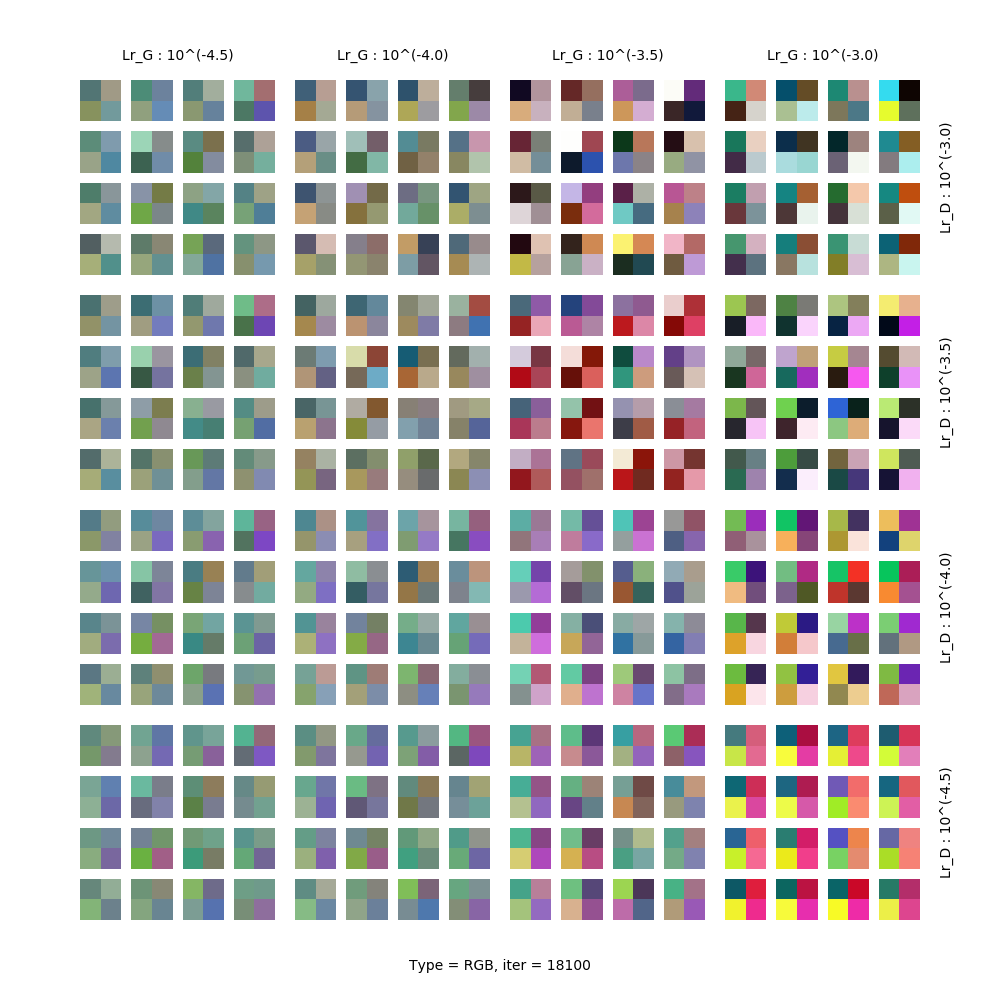 Lr_G : 10^(-4.5)
Lr_G : 10^(-4.0)
Lr_G : 10^(-3.5)
Lr_G : 10^(-3.0)
Lr_D : 10^(-3.0)
Lr_D : 10^(-3.5)
Lr_D : 10^(-4.0)
Lr_D : 10^(-4.5)
Type = RGB, iter = 18100